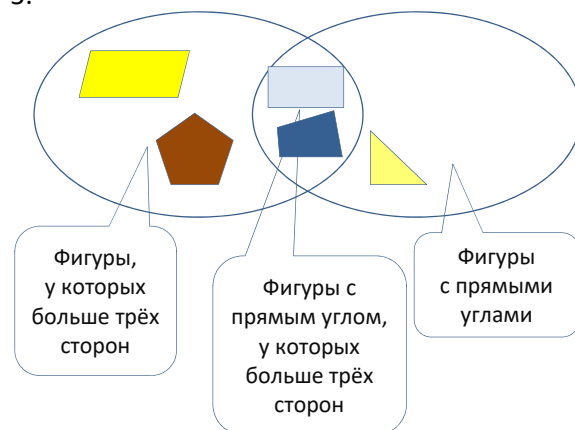 Фигуры,
у которых
больше трёх
сторон
Фигуры с
прямым углом,
у которых
больше трёх
сторон
Фигуры
с прямыми
углами